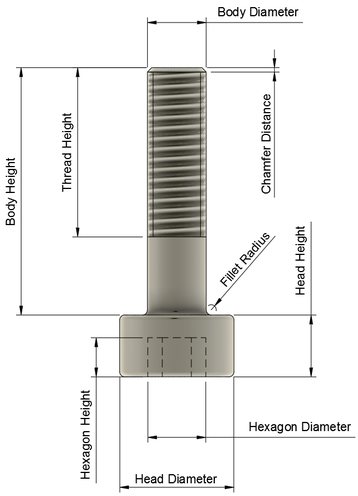 Body Diameter
Body Height
Thread Height
Chamfer Distance
Fillet Radius
Head Height
Hexagon Height
Hexagon Diameter
Head Diameter